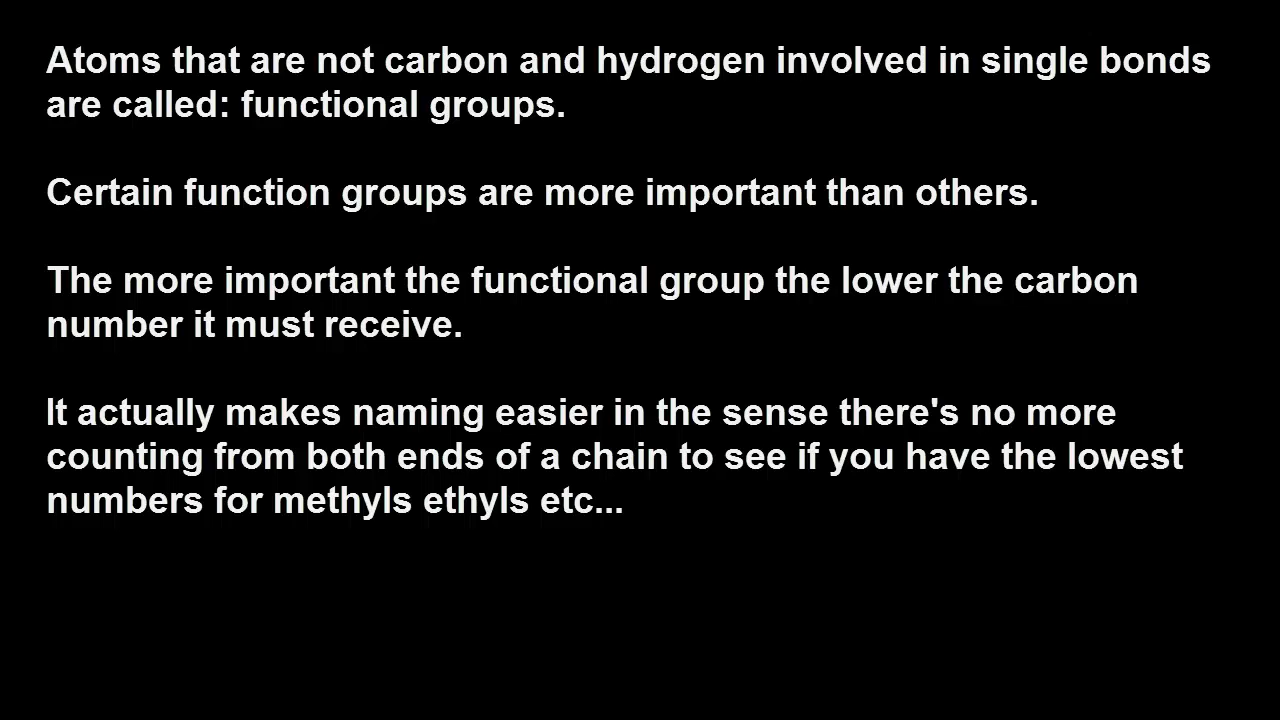 Atoms that are not carbon and hydrogen involved in single bonds
are called: functional groups.
Certain function groups are more important than others.
The more important the functional group the lower the carbon
number it must receive.
It actually makes naming easier in the sense there's no more
counting from both ends of a chain to see if you have the lowest
numbers for methyls ethyls etc...